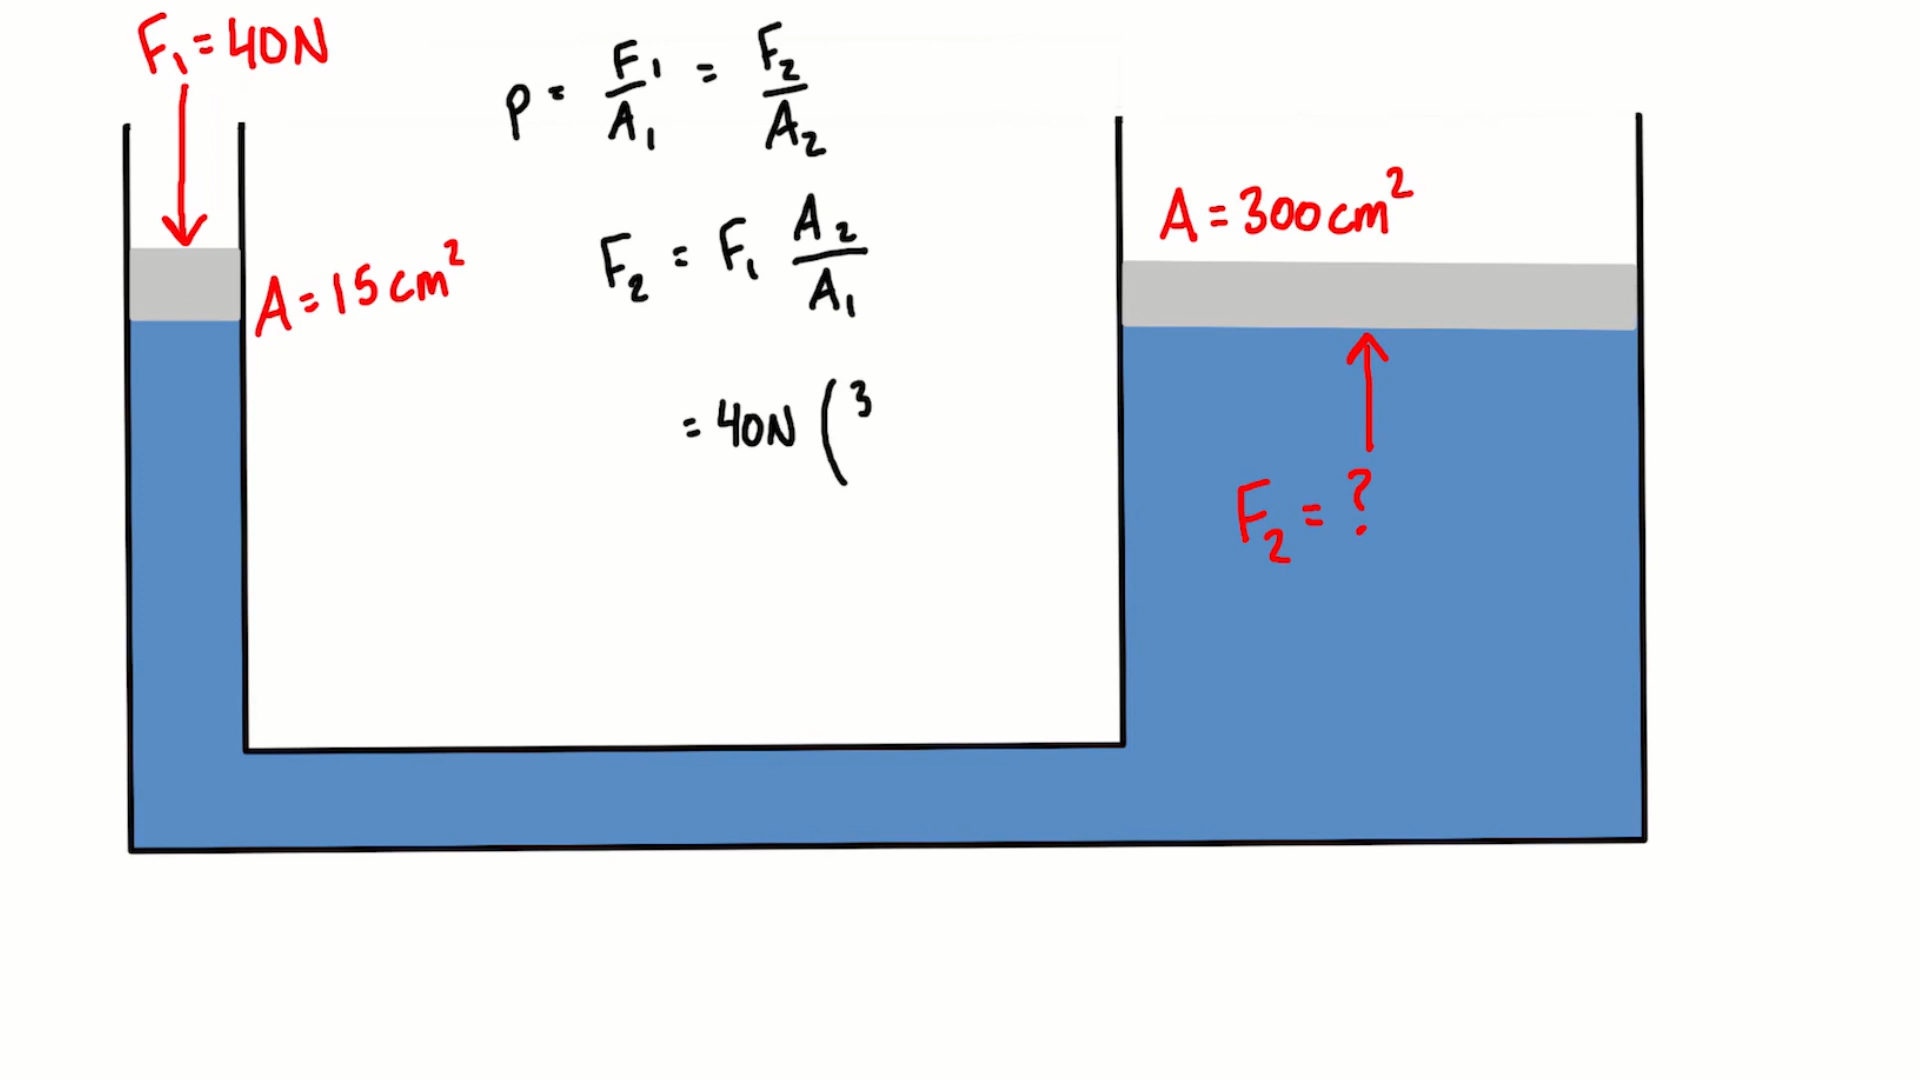 F₁ = 40N
P = F₁/A₁ = F₂/A₂
A = 15cm²
F₂ = F₁ A₂/A₁
= 40N (3
A = 300cm²
F₂ = ?